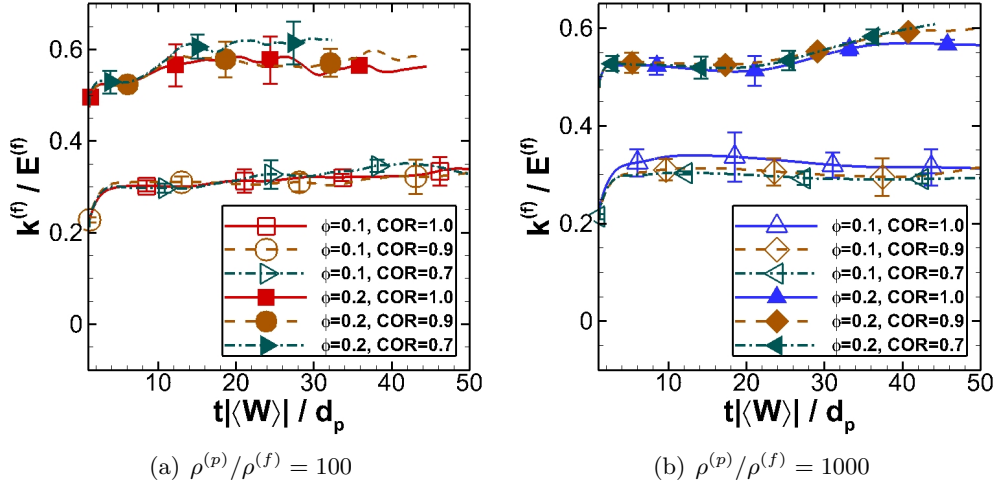 k^(f) / E^(f)
0.6
0.4
0.2
0
ϕ=0.1, COR=1.0
ϕ=0.1, COR=0.9
ϕ=0.1, COR=0.7
ϕ=0.2, COR=1.0
ϕ=0.2, COR=0.9
ϕ=0.2, COR=0.7
10 20 30 40 50
t|⟨W⟩| / d_p
(a) ρ^(p)/ρ^(f) = 100
k^(f) / E^(f)
0.6
0.4
0.2
0
ϕ=0.1, COR=1.0
ϕ=0.1, COR=0.9
ϕ=0.1, COR=0.7
ϕ=0.2, COR=1.0
ϕ=0.2, COR=0.9
ϕ=0.2, COR=0.7
10 20 30 40 50
t|⟨W⟩| / d_p
(b) ρ^(p)/ρ^(f) = 1000